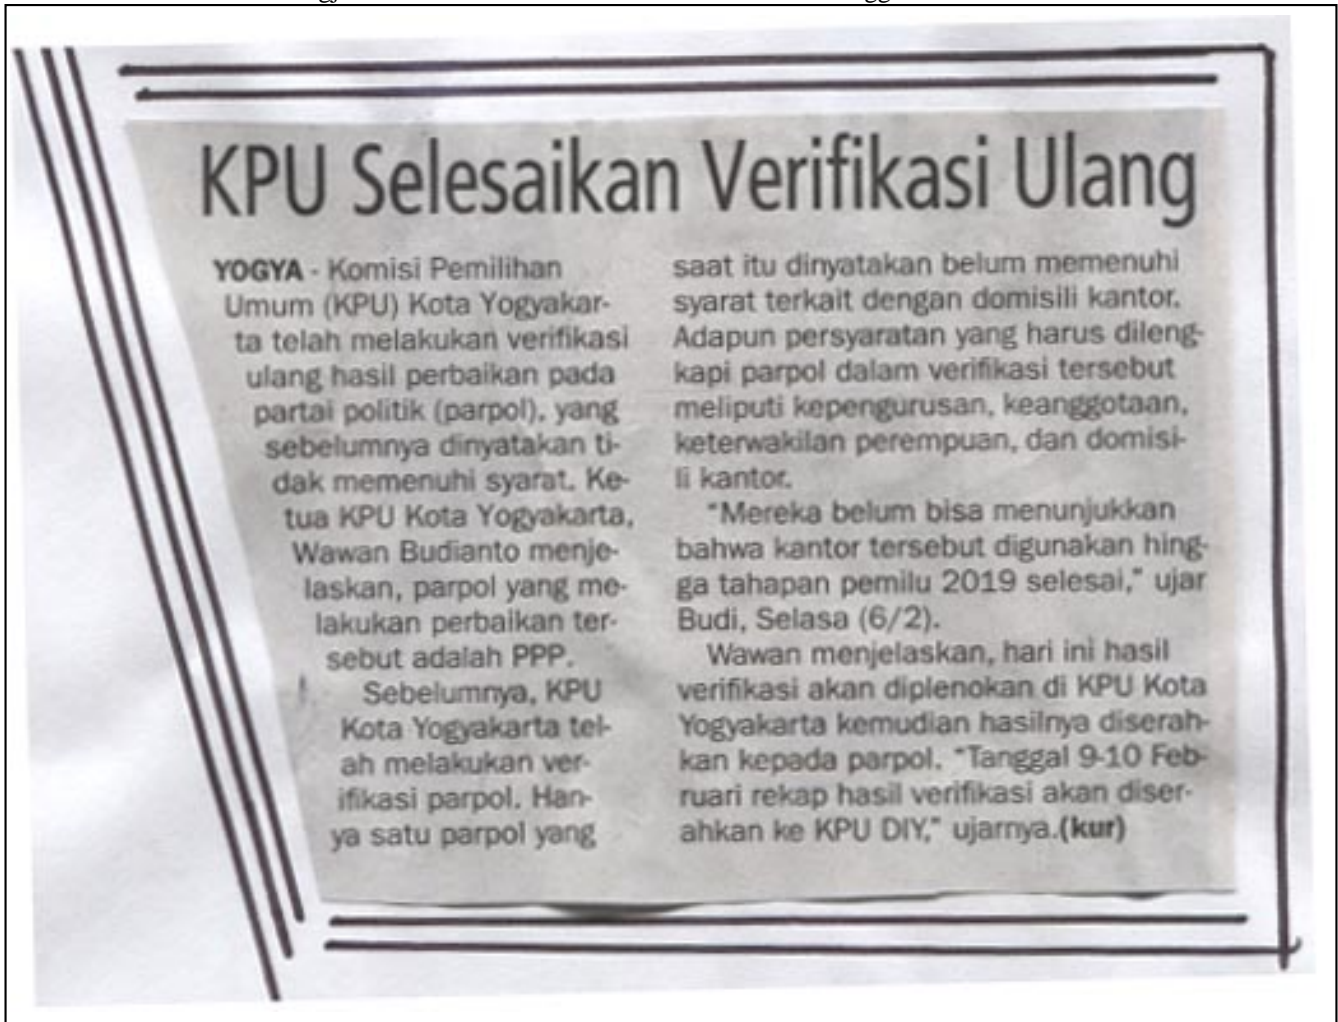 KPU Selesaikan Verifikasi Ulang
YOGYA - Komisi Pemilihan
Umum (KPU) Kota Yogyakar-
ta telah melakukan verifikasi
ulang hasil perbaikan pada
partai politik (parpol), yang
sebelumnya dinyatakan ti-
dak memenuhi syarat. Ke-
tua KPU Kota Yogyakarta,
Wawan Budianto menje-
laskan, parpol yang me-
lakukan perbaikan ter-
sebut adalah PPP.
Sebelumnya, KPU
Kota Yogyakarta tel-
ah melakukan ver-
ifikasi parpol. Han-
ya satu parpol yang
saat itu dinyatakan belum memenuhi
syarat terkait dengan domisili kantor.
Adapun persyaratan yang harus dileng-
kapi parpol dalam verifikasi tersebut
meliputi kepengurusan, keanggotaan,
keterwakilan perempuan, dan domisi-
li kantor.
"Mereka belum bisa menunjukkan
bahwa kantor tersebut digunakan hing-
ga tahapan pemilu 2019 selesai," ujar
Budi, Selasa (6/2).
Wawan menjelaskan, hari ini hasil
verifikasi akan diplenokan di KPU Kota
Yogyakarta kemudian hasilnya diserah-
kan kepada parpol. "Tanggal 9-10 Feb-
ruari rekap hasil verifikasi akan diser-
ahkan ke KPU DIY," ujarnya.(kur)